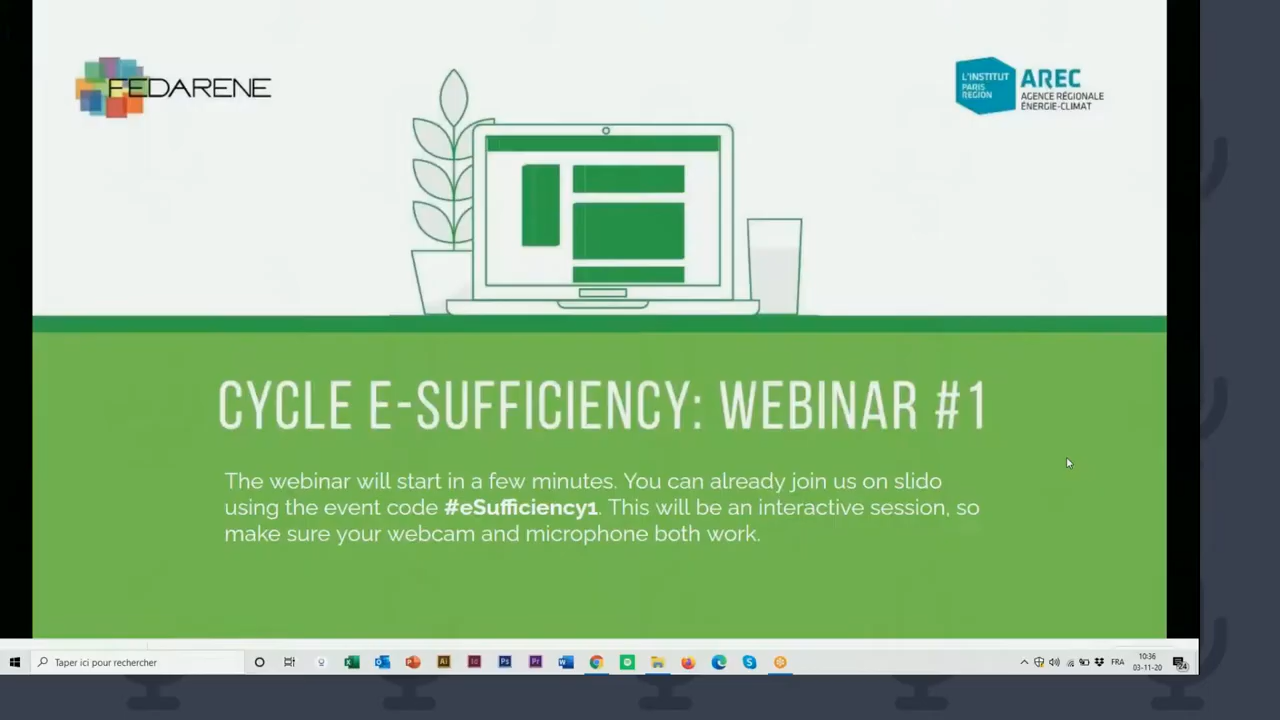 FEDARENE
L'INSTITUT
PARIS
REGION
AREC
AGENCE RÉGIONALE
ÉNERGIE-CLIMAT
CYCLE E-SUFFICIENCY: WEBINAR #1
The webinar will start in a few minutes. You can already join us on slido
using the event code #eSufficiency1. This will be an interactive session, so
make sure your webcam and microphone both work.
Taper ici pour rechercher
FRA
10:36
03-11-20
24